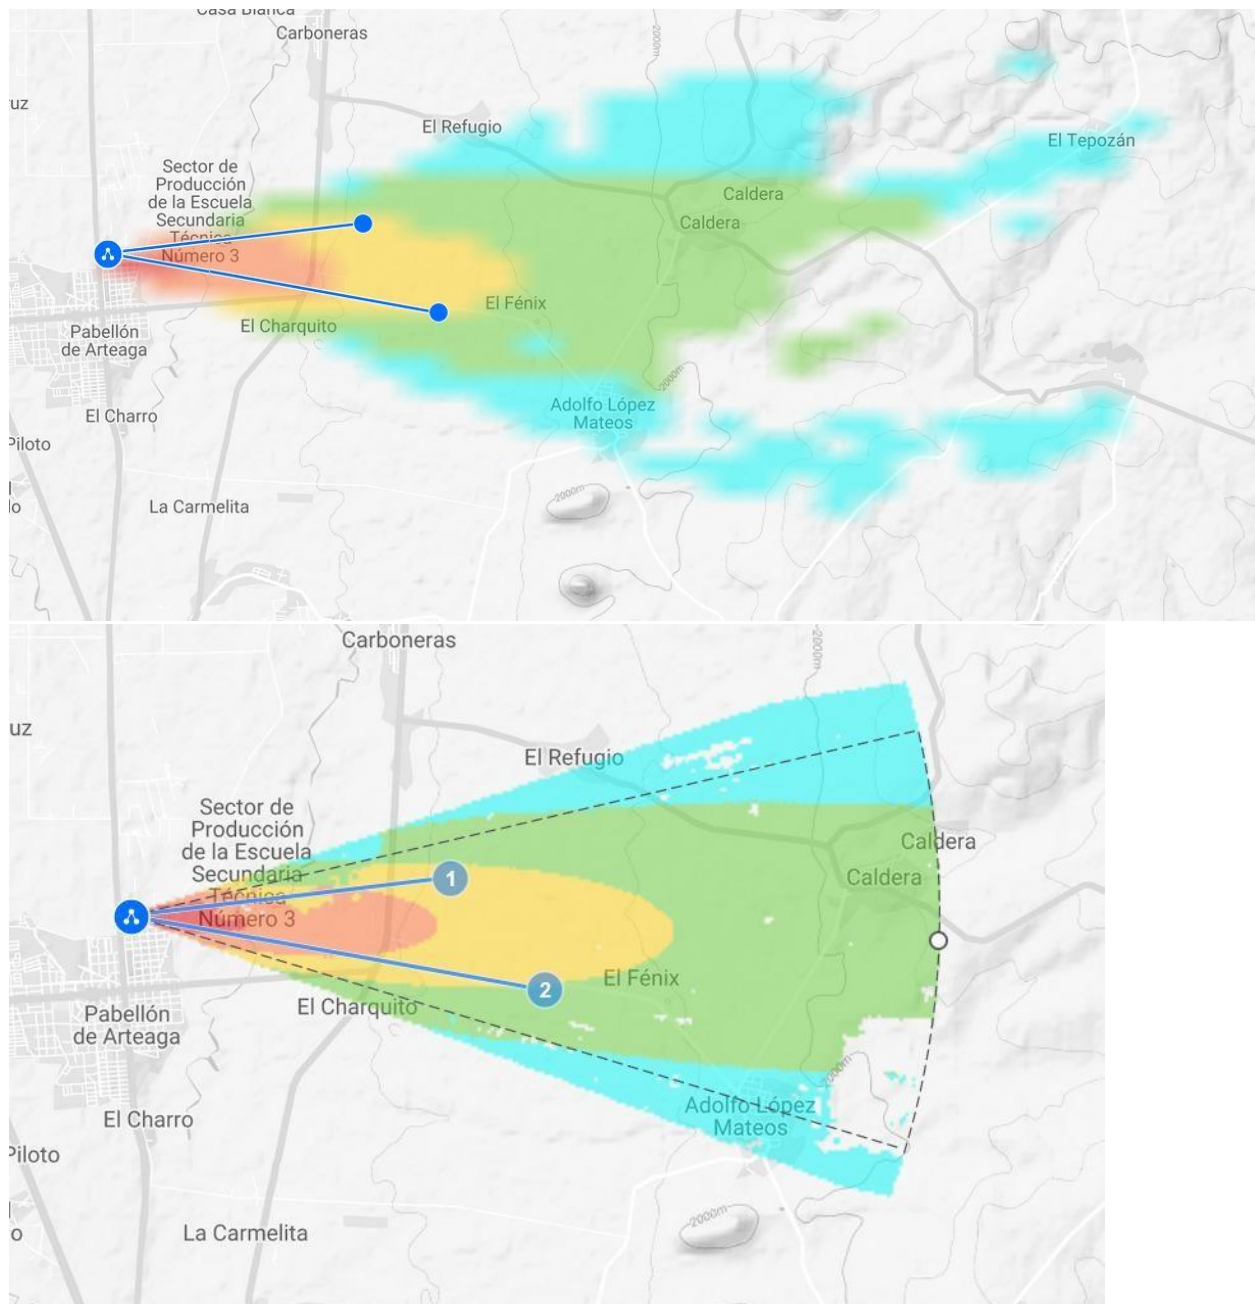 Casa Blanca
Carboneras
uz
El Refugio
2000m
El Tepozán
Sector de
Producción
de la Escuela
Secundaria
Técnica
Número 3
Caldera
Caldera
El Fénix
El Charquito
Pabellón
de Arteaga
2000m
Adolfo López
Mateos
El Charro
Piloto
lo
La Carmelita
2000m
Carboneras
2000m
uz
El Refugio
Sector de
Producción
de la Escuela
Secundaria
Técnica
Número 3
Caldera
Caldera
1
El Fénix
2
El Charquito
Pabellón
de Arteaga
2000m
Adolfo López
Mateos
El Charro
Piloto
o
La Carmelita
2000m